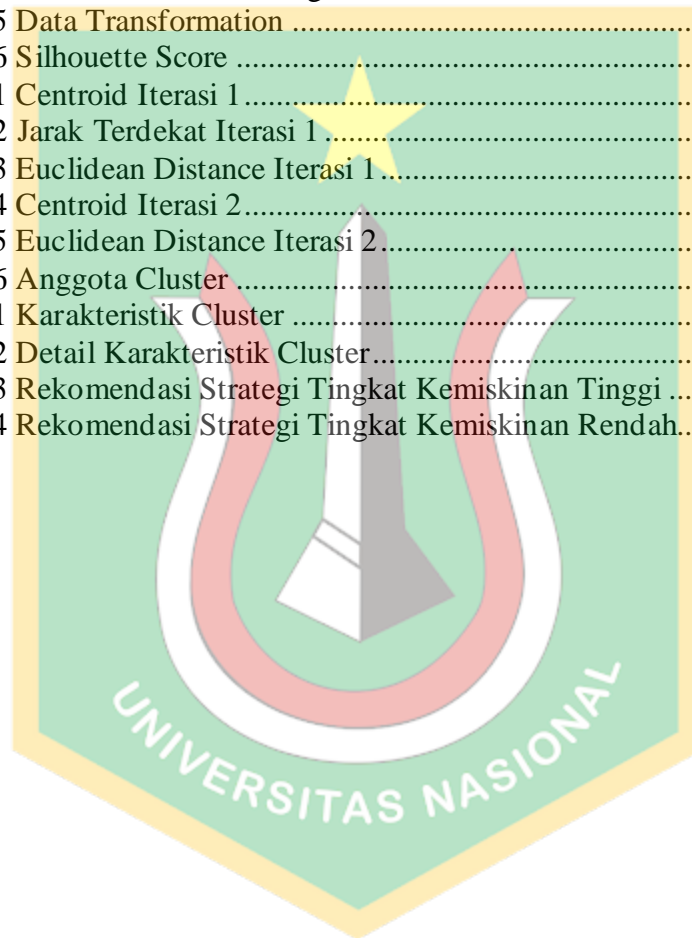 5 Data Transformation ...............................................................
6 Silhouette Score .......................................................................
1 Centroid Iterasi 1......................................................................
2 Jarak Terdekat Iterasi 1 ............................................................
3 Euclidean Distance Iterasi 1.....................................................
4 Centroid Iterasi 2......................................................................
5 Euclidean Distance Iterasi 2.....................................................
6 Anggota Cluster .......................................................................
1 Karakteristik Cluster ................................................................
2 Detail Karakteristik Cluster......................................................
3 Rekomendasi Strategi Tingkat Kemiskinan Tinggi ...
4 Rekomendasi Strategi Tingkat Kemiskinan Rendah..
UNIVERSITAS NASIONAL